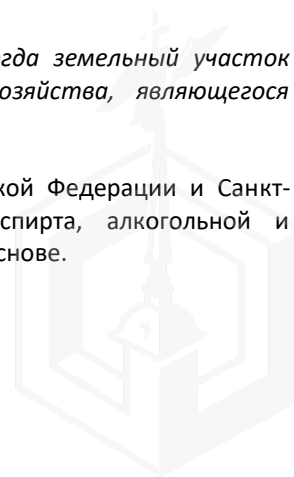 гда земельный участок
озяйства, являющегося
кой Федерации и Санкт-
спирта, алкогольной и
снове.